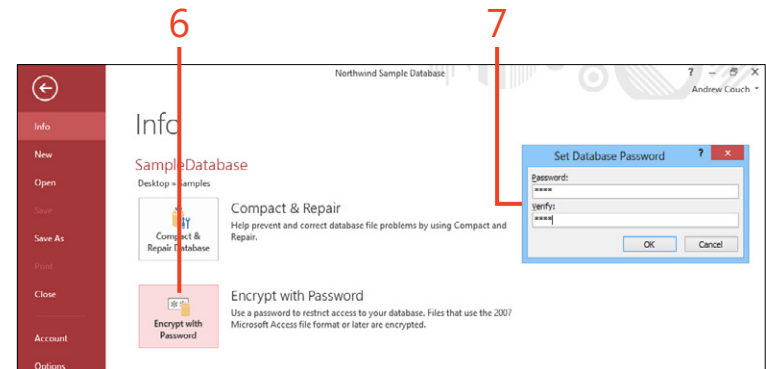 6
7
Northwind Sample Database
?
Andrew Couch
Info
Info
New
Open
Save
Save As
Print
Close
Account
Options
SampleDatabase
Desktop » Samples
Compact &
Repair Database
Compact & Repair
Help prevent and correct database file problems by using Compact and
Repair.
Encrypt with
Password
Encrypt with Password
Use a password to restrict access to your database. Files that use the 2007
Microsoft Access file format or later are encrypted.
Set Database Password
?
Password:
****
Verify:
****
OK
Cancel